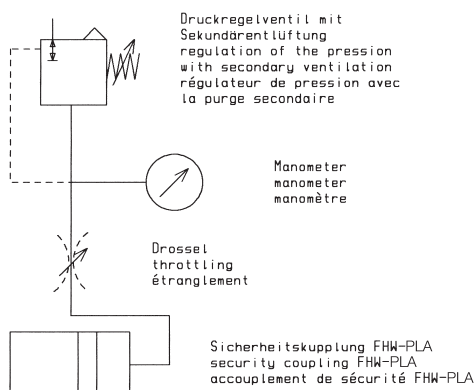 Druckregelventil mit
Sekundärentlüftung
regulation of the pression
with secondary ventilation
régulateur de pression avec
la purge secondaire
Manometer
manometer
manomètre
Drossel
throttling
étranglement
Sicherheitskupplung FHW-PLA
security coupling FHW-PLA
accouplement de sécurité FHW-PLA